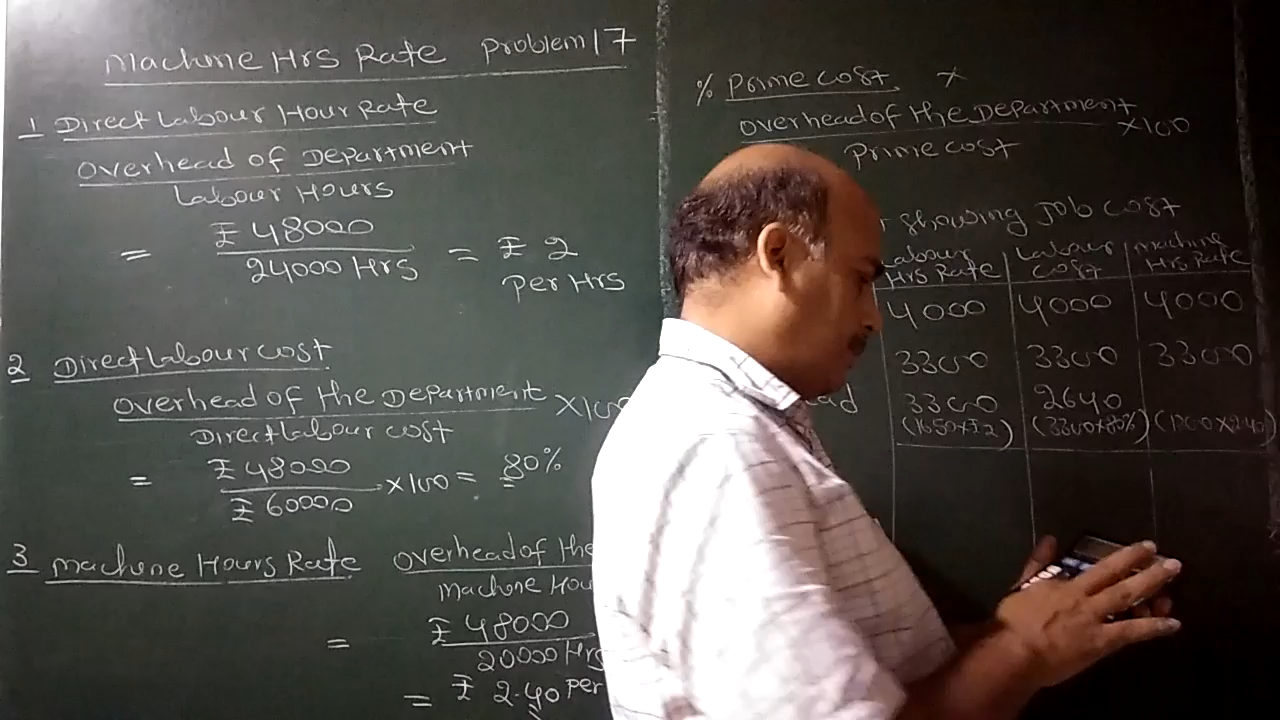 Machine Hrs Rate Problem 17
1 Direct Labour Hour Rate
Overhead of Department
Labour Hours
= ₹ 48000
24000 Hrs
= ₹ 2
Per Hrs
2 Direct Labour cost
Overhead of the Department ×100
Direct Labour cost
= ₹ 48000
₹ 60000
×100 = 80%
3 Machine Hours Rate Overhead of the
Machine Hou
= ₹ 48000
20000 Hrs
= ₹ 2.40 per
% Prime cost ×
Overhead of the Department ×100
Prime cost
showing Job cost
Labour Labour Machine
Hrs Rate cost Hrs Rate
4000 4000 4000
3300 3300 3300
ad 3300 2640
(1650×₹2) (3300×80%) (1200×2.40)